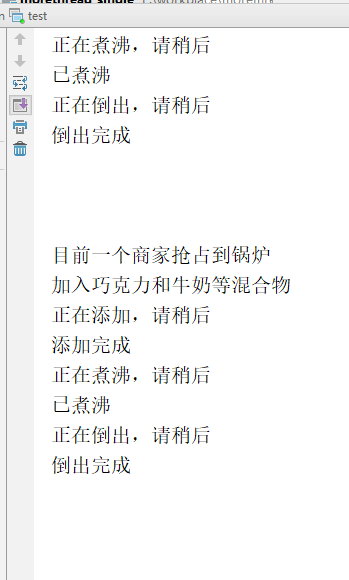 test
正在煮沸，请稍后
已煮沸
正在倒出，请稍后
倒出完成
目前一个商家抢占到锅炉
加入巧克力和牛奶等混合物
正在添加，请稍后
添加完成
正在煮沸，请稍后
已煮沸
正在倒出，请稍后
倒出完成